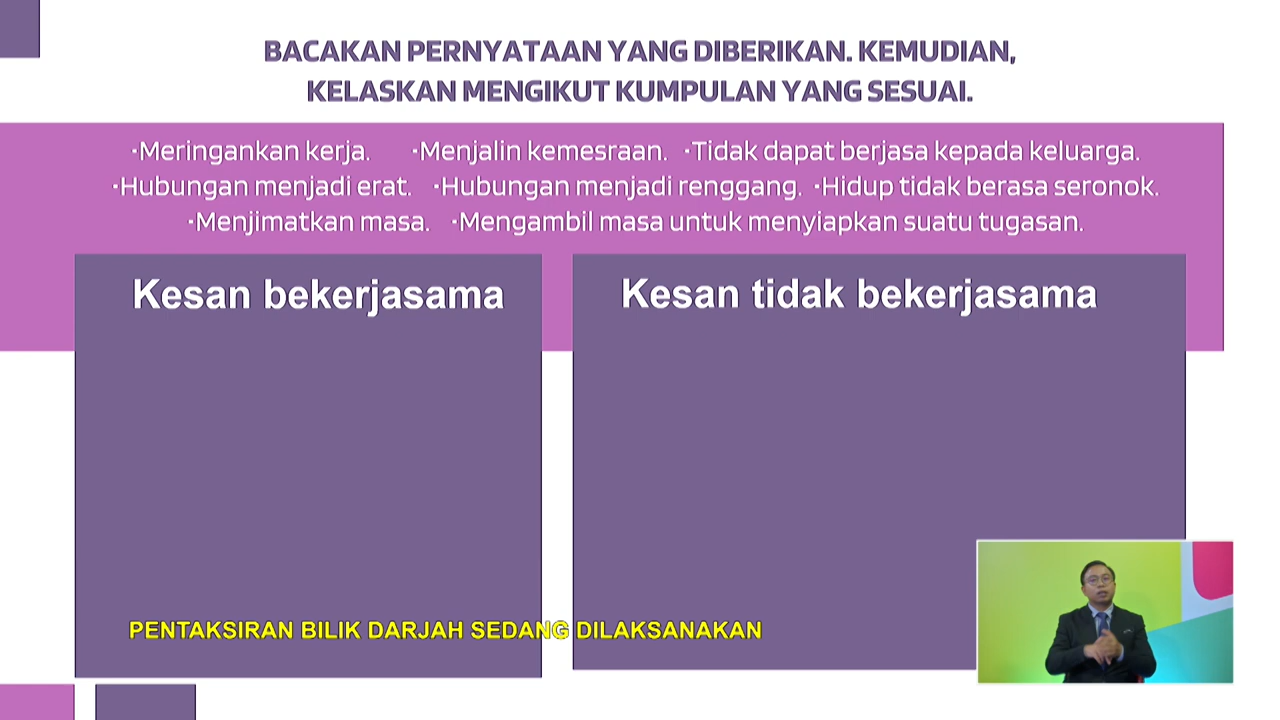 BACAKAN PERNYATAAN YANG DIBERIKAN. KEMUDIAN,
KELASKAN MENGIKUT KUMPULAN YANG SESUAI.
•Meringankan kerja. •Menjalin kemesraan. •Tidak dapat berjasa kepada keluarga.
•Hubungan menjadi erat. •Hubungan menjadi renggang. •Hidup tidak berasa seronok.
•Menjimatkan masa. •Mengambil masa untuk menyiapkan suatu tugasan.
Kesan bekerjasama
Kesan tidak bekerjasama
PENTAKSIRAN BILIK DARJAH SEDANG DILAKSANAKAN